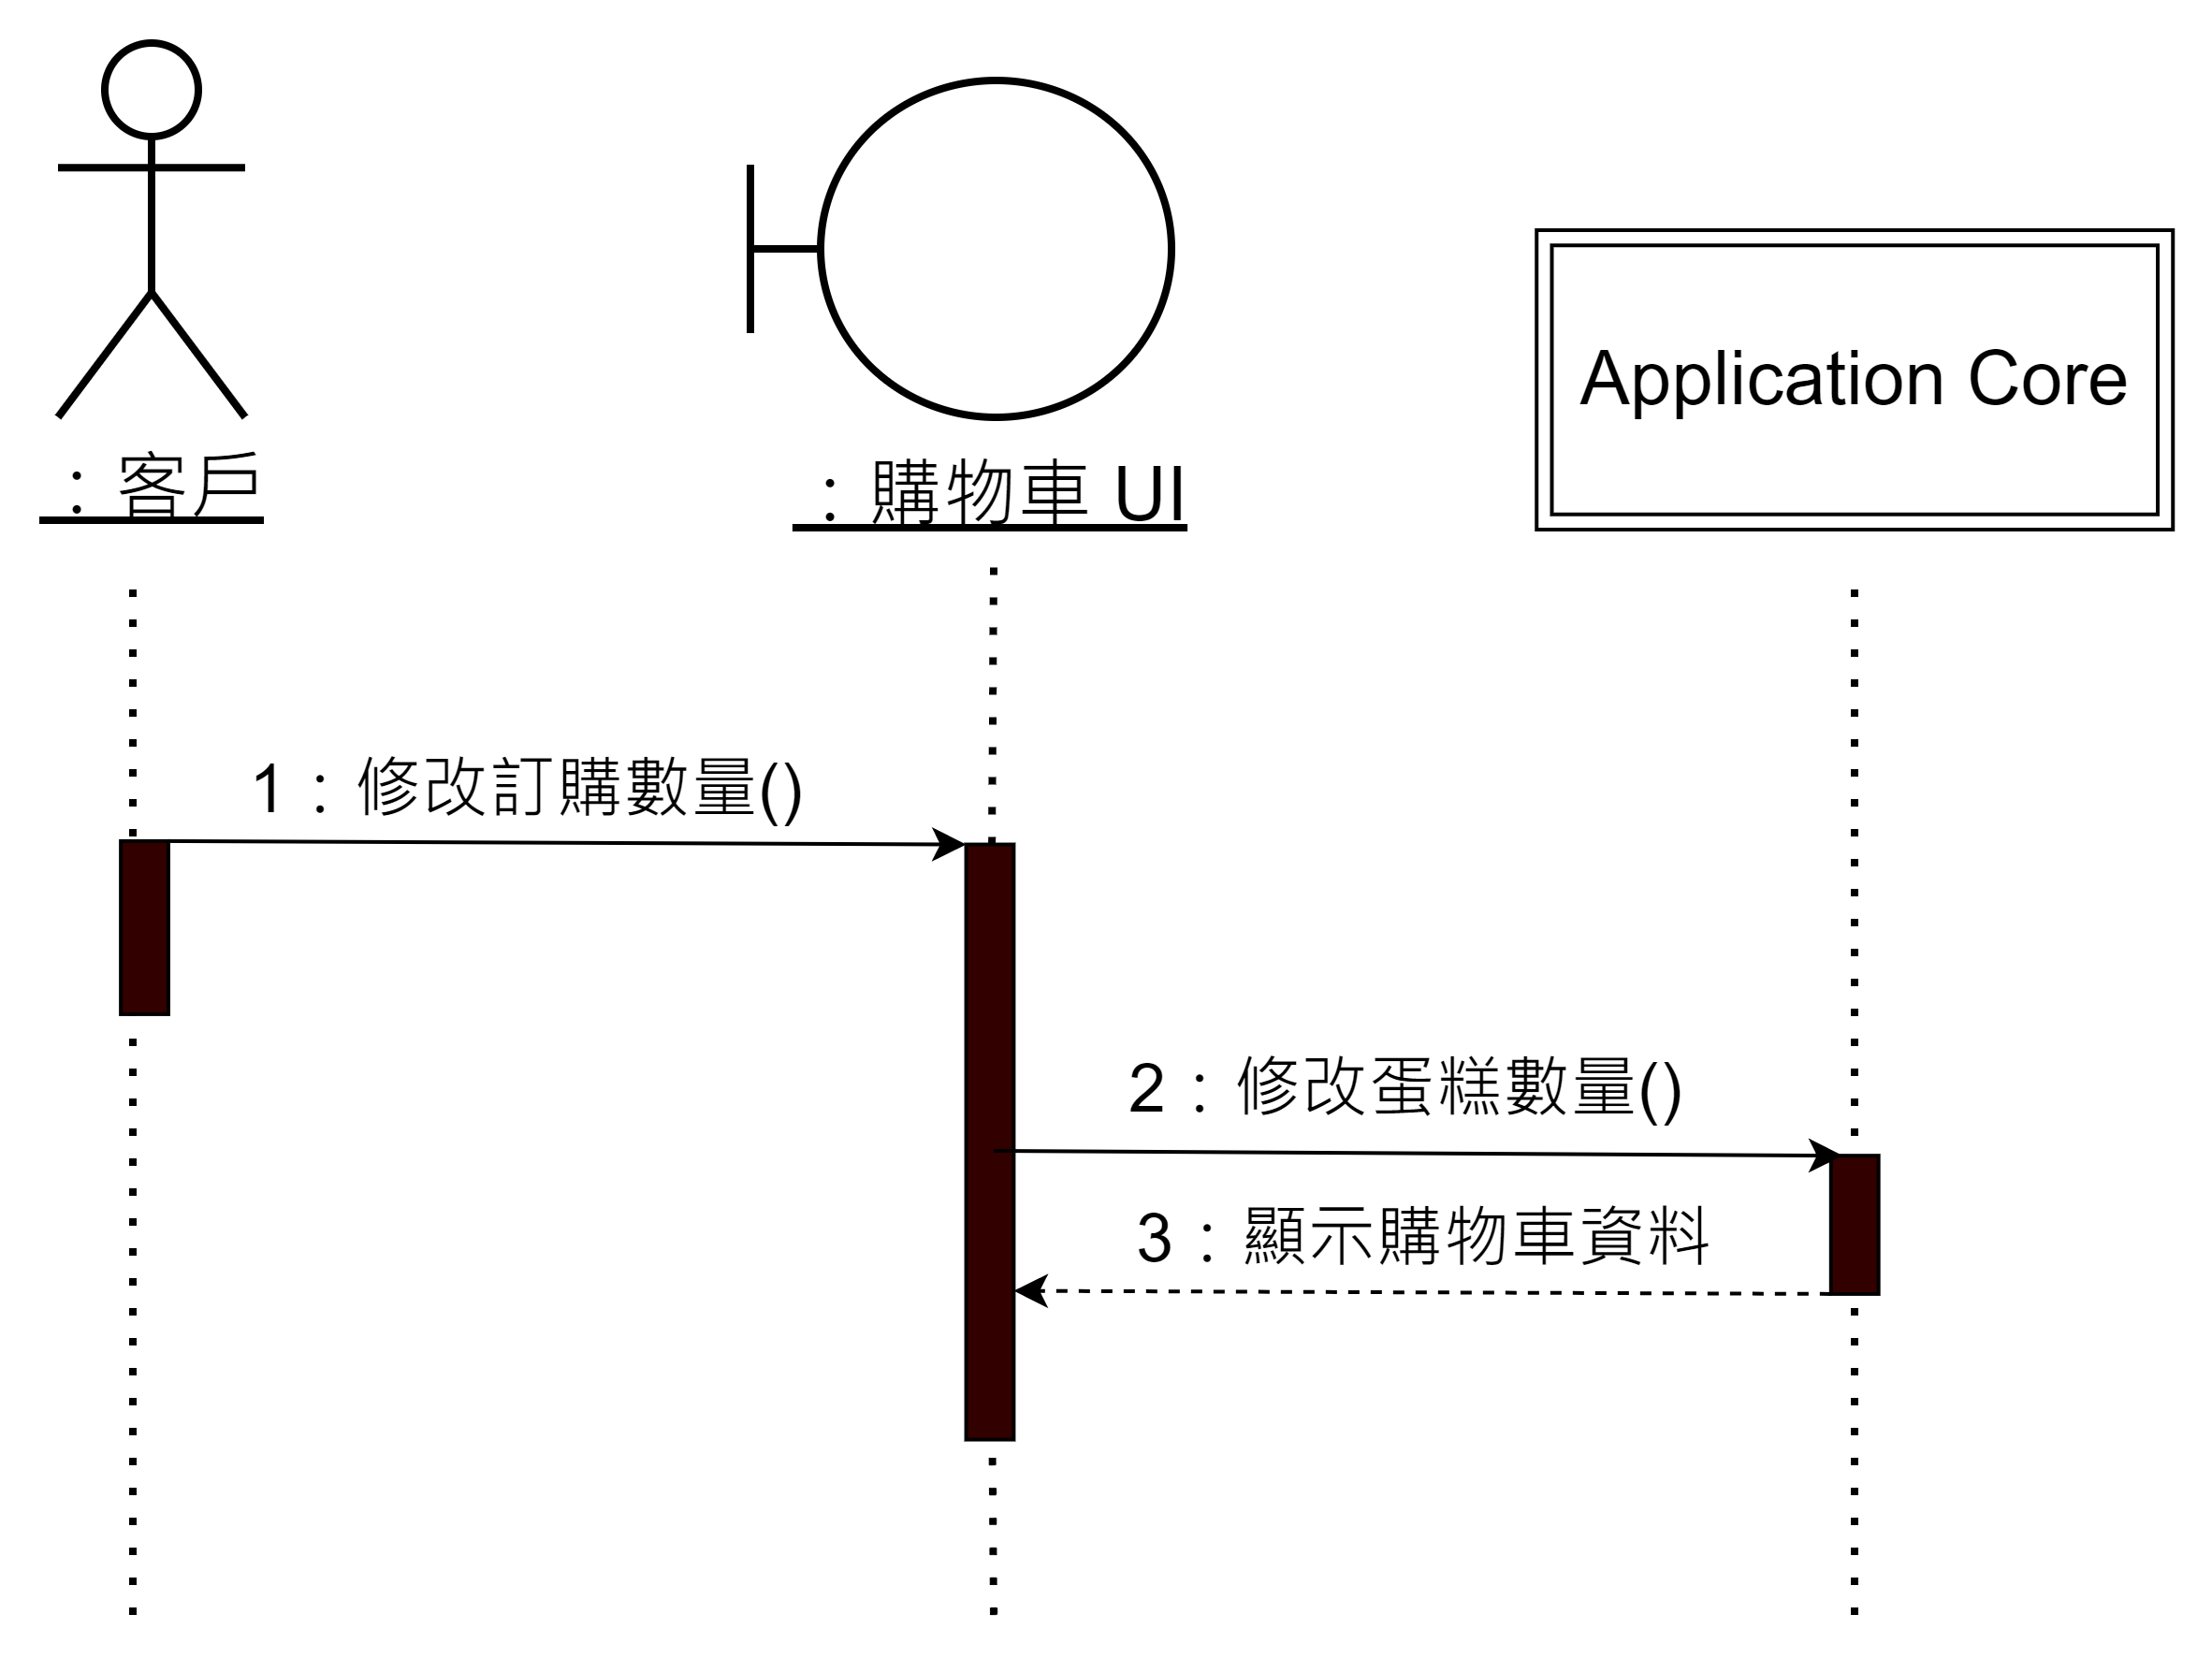 ：客戶
：購物車 UI
Application Core
1：修改訂購數量()
2：修改蛋糕數量()
3：顯示購物車資料